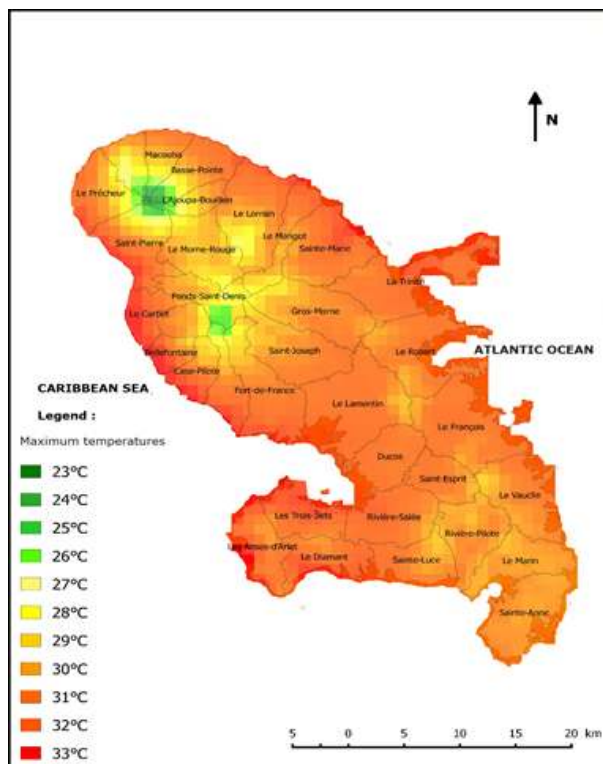 N
Macouba
Basse-Pointe
Le Prêcheur
L'Ajoupa-Bouillon
Le Lorrain
Saint-Pierre
Le Morne-Rouge
Le Marigot
Sainte-Marie
La Trinité
Fonds-Saint-Denis
Le Carbet
Gros-Morne
Bellefontaine
Saint-Joseph
Le Robert
ATLANTIC OCEAN
Case-Pilote
CARIBBEAN SEA
Fort-de-France
Le Lamentin
Legend :
Le François
Maximum temperatures
Ducos
23°C
Saint-Esprit
24°C
Le Vauclin
25°C
Les Trois-Îlets
Rivière-Salée
Rivière-Pilote
26°C
Les Anses-d'Arlet
Le Diamant
Sainte-Luce
Le Marin
27°C
28°C
Sainte-Anne
29°C
30°C
31°C
32°C
33°C
5 0 5 10 15 20 km